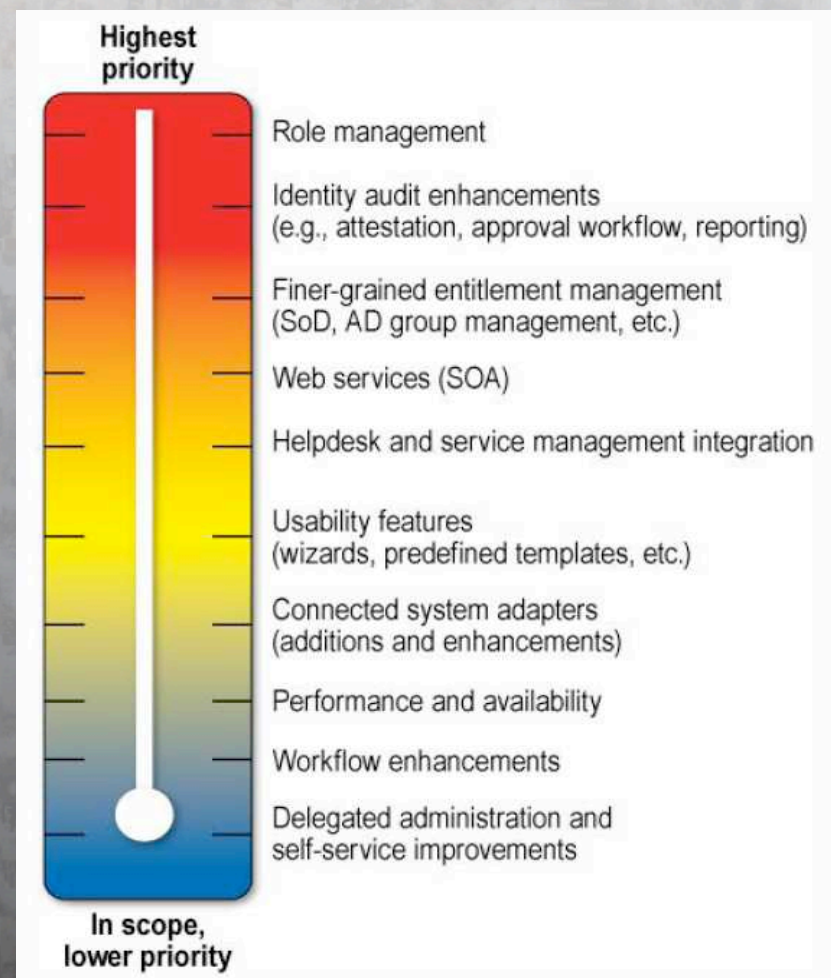 Highest
priority
Role management
Identity audit enhancements
(e.g., attestation, approval workflow, reporting)
Finer-grained entitlement management
(SoD, AD group management, etc.)
Web services (SOA)
Helpdesk and service management integration
Usability features
(wizards, predefined templates, etc.)
Connected system adapters
(additions and enhancements)
Performance and availability
Workflow enhancements
Delegated administration and
self-service improvements
In scope,
lower priority